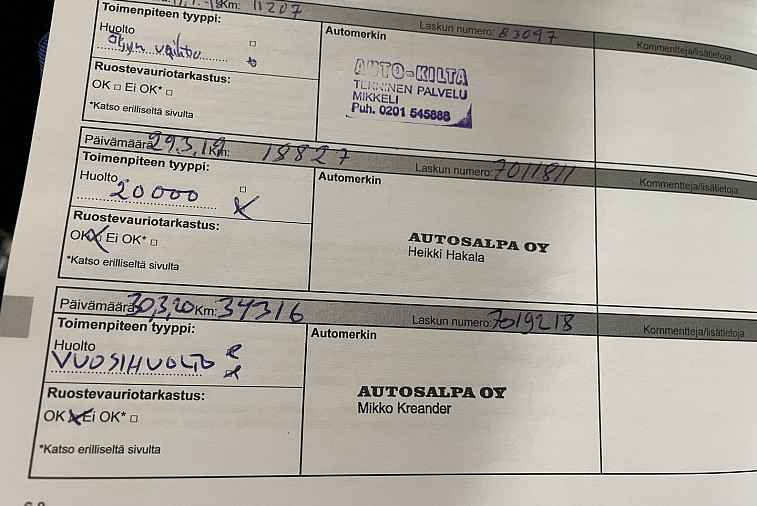 Km: 11207
Toimenpiteen tyyppi:
Laskun numero: 83097
Kommentteja/lisätietoja
Huolto
Automerkin
Öljyn vaihto
AUTO-KILTA
TEKNINEN PALVELU
MIKKELI
Puh. 0201 545888
Ruostevauriotarkastus:
OK □ Ei OK* □
*Katso erilliseltä sivulta
Päivämäärä 29.3.19 Km: 18827
Laskun numero: 7011811
Kommentteja/lisätietoja
Toimenpiteen tyyppi:
Huolto
Automerkin
20000
Ruostevauriotarkastus:
OK Ei OK* □
AUTOSALPA OY
Heikki Hakala
*Katso erilliseltä sivulta
Päivämäärä 30.3.20 Km: 34316
Laskun numero: 7019218
Kommentteja/lisätietoja
Toimenpiteen tyyppi:
Automerkin
Huolto
VUOSIHUOLTO
Ruostevauriotarkastus:
AUTOSALPA OY
Mikko Kreander
OK Ei OK* □
*Katso erilliseltä sivulta